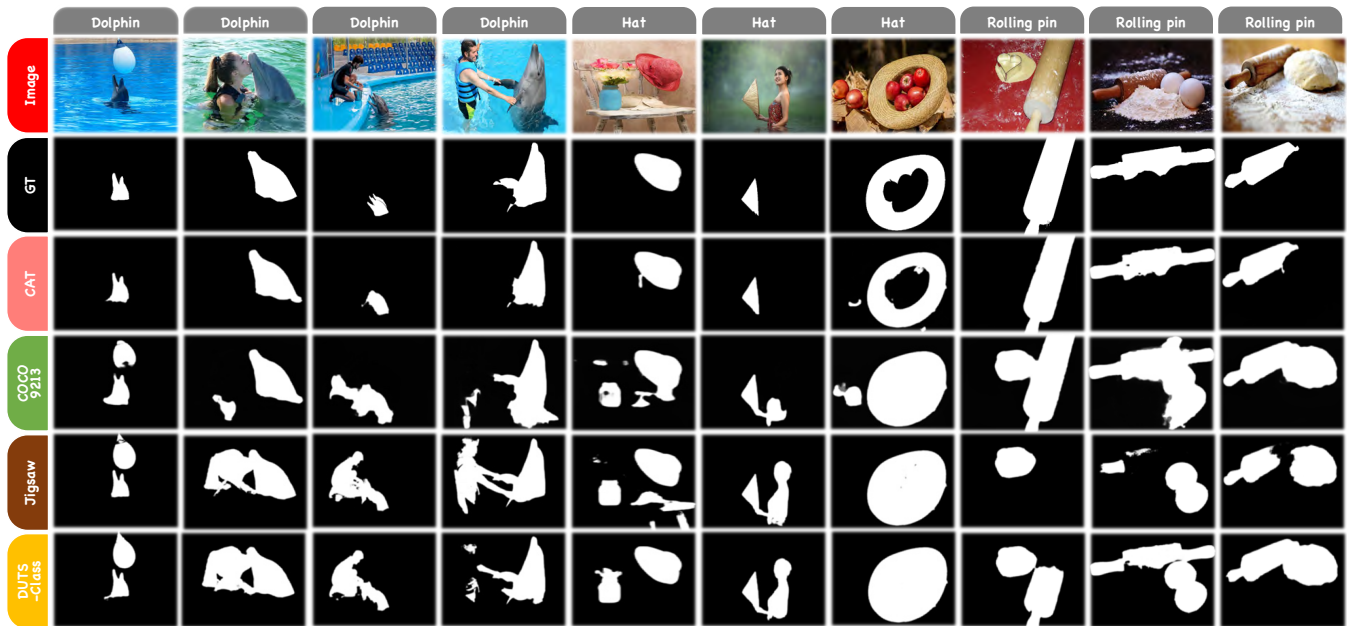 Dolphin Dolphin Dolphin Dolphin Hat Hat Hat Rolling pin Rolling pin Rolling pin
Image
GT
CAT
COCO
9213
Jigsaw
DUTS
-Class